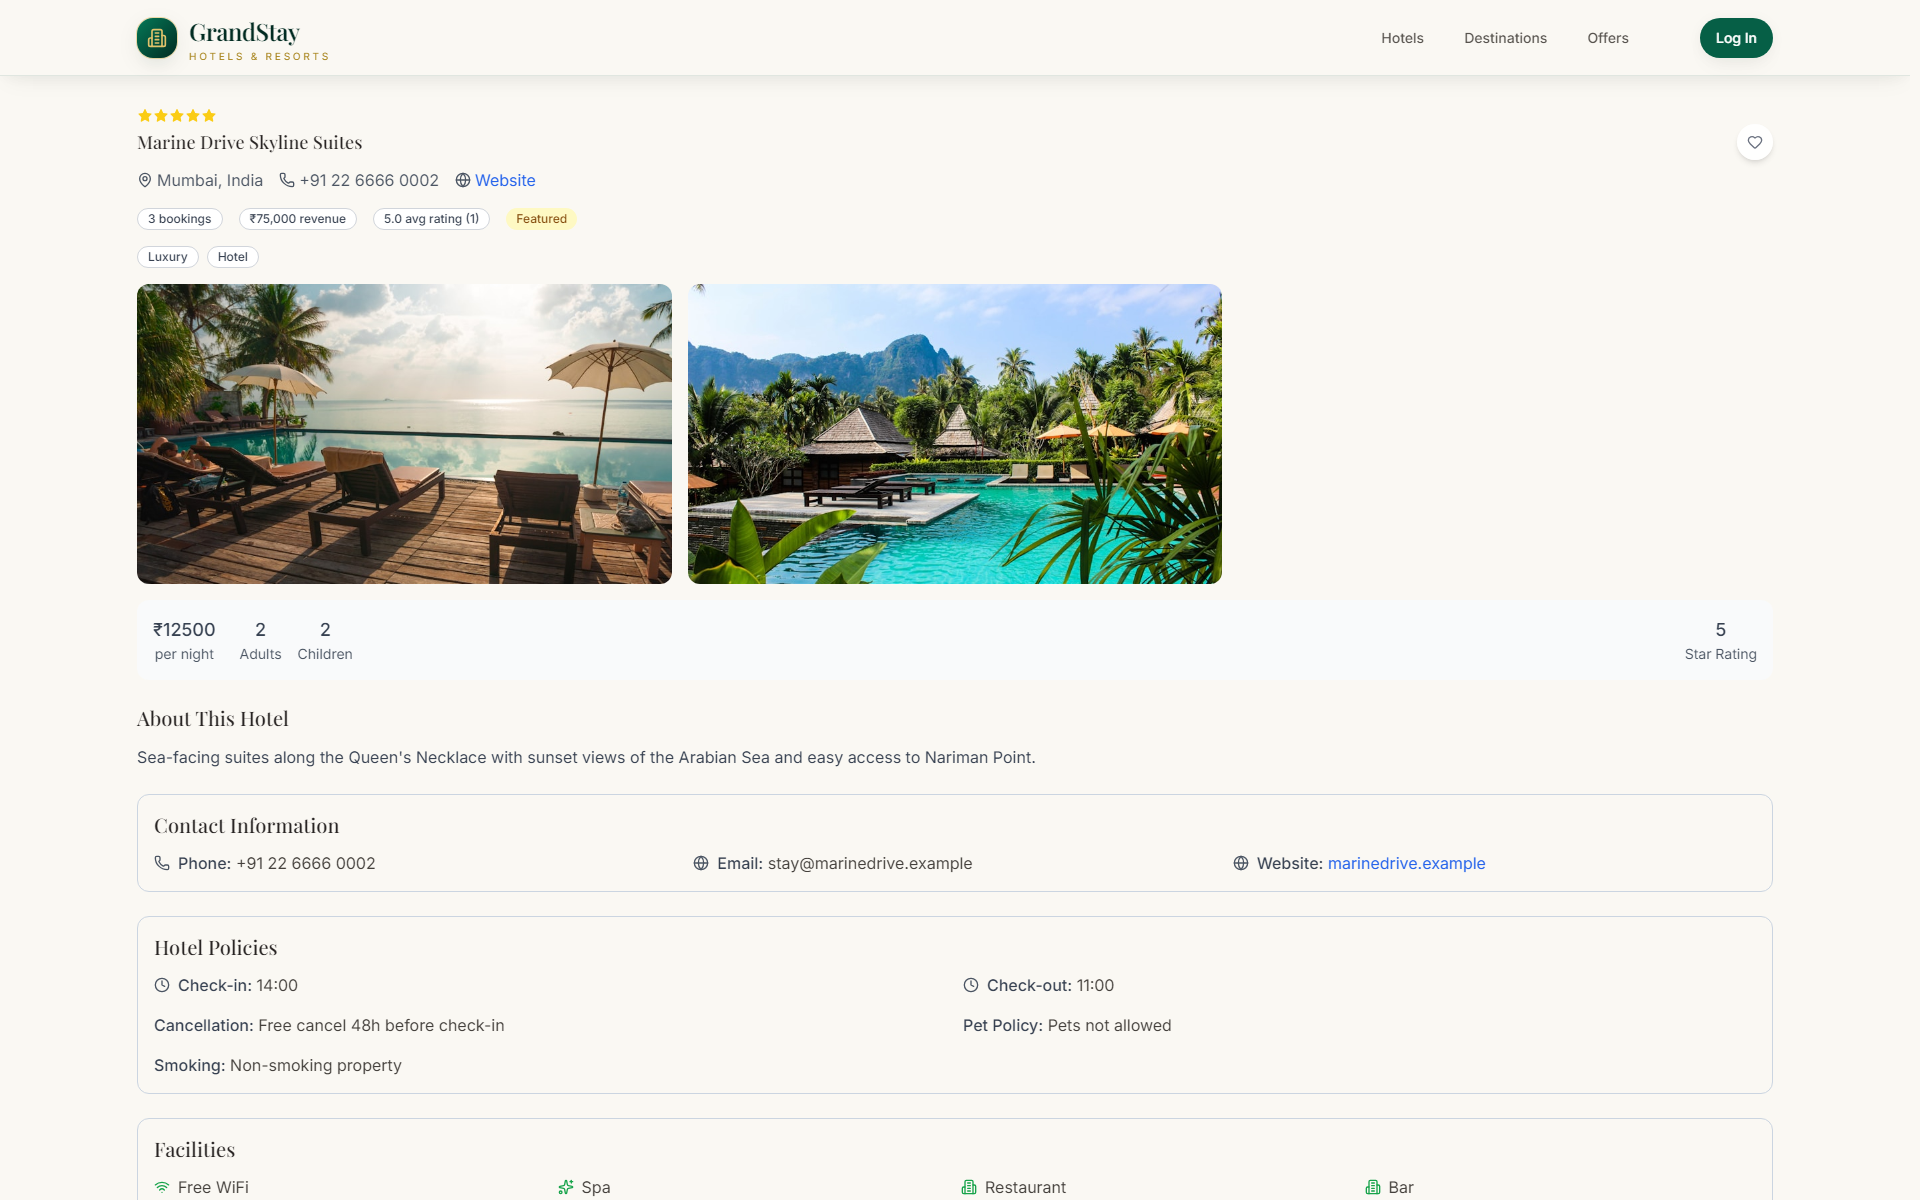 GrandStay
HOTELS & RESORTS
Hotels
Destinations
Offers
Log In
Marine Drive Skyline Suites
Mumbai, India
+91 22 6666 0002
Website
3 bookings
₹75,000 revenue
5.0 avg rating (1)
Featured
Luxury
Hotel
₹12500
per night
2
Adults
2
Children
5
Star Rating
About This Hotel
Sea-facing suites along the Queen's Necklace with sunset views of the Arabian Sea and easy access to Nariman Point.
Contact Information
Phone: +91 22 6666 0002
Email: stay@marinedrive.example
Website: marinedrive.example
Hotel Policies
Check-in: 14:00
Check-out: 11:00
Cancellation: Free cancel 48h before check-in
Pet Policy: Pets not allowed
Smoking: Non-smoking property
Facilities
Free WiFi
Spa
Restaurant
Bar